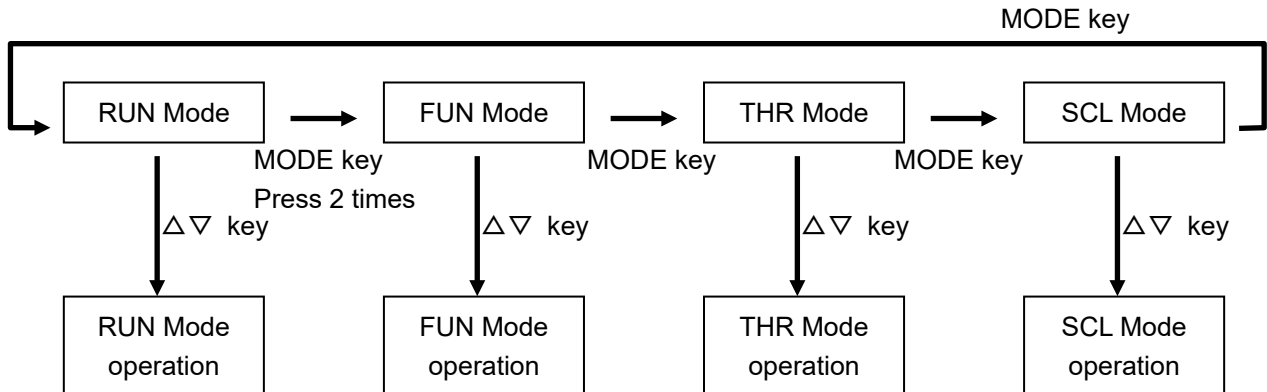 MODE key
RUN Mode
FUN Mode
THR Mode
SCL Mode
MODE key
Press 2 times
MODE key
MODE key
△▽ key
△▽ key
△▽ key
△▽ key
RUN Mode
operation
FUN Mode
operation
THR Mode
operation
SCL Mode
operation